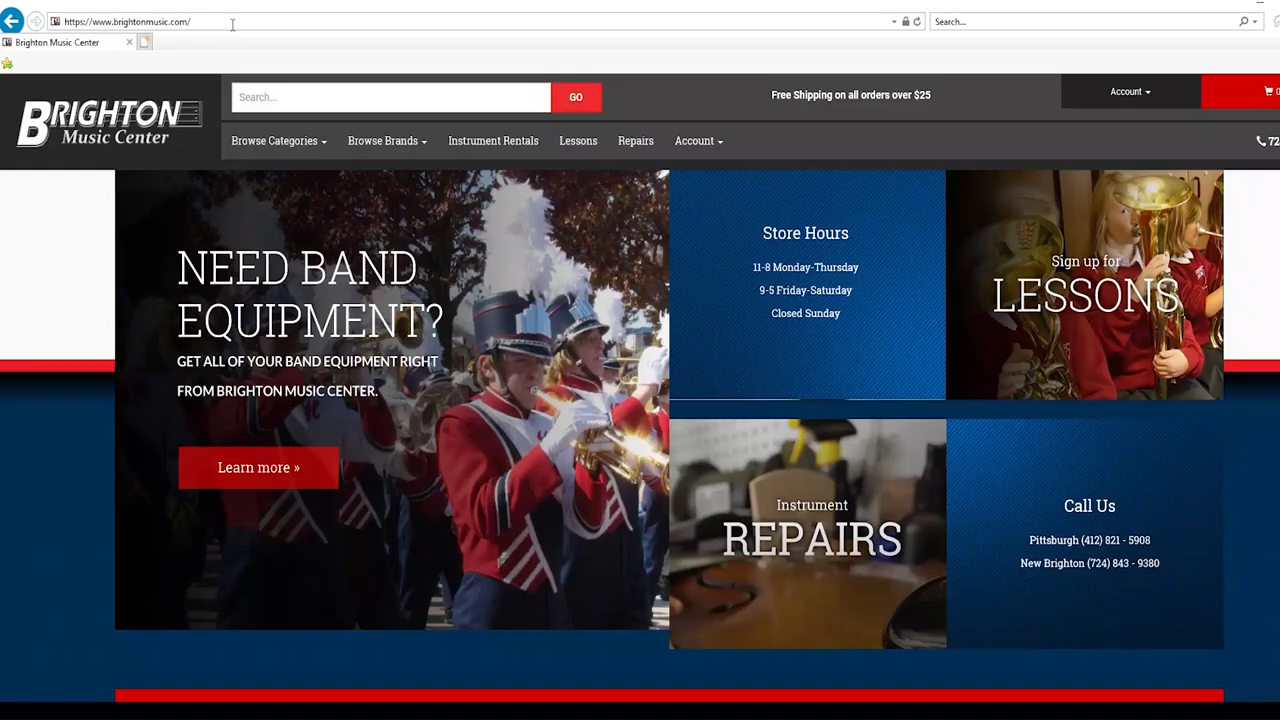 https://www.brightonmusic.com/
Search...
Brighton Music Center
BRIGHTON
Music Center
Search...
GO
Free Shipping on all orders over $25
Account
0
Browse Categories
Browse Brands
Instrument Rentals
Lessons
Repairs
Account
72
NEED BAND
EQUIPMENT?
GET ALL OF YOUR BAND EQUIPMENT RIGHT
FROM BRIGHTON MUSIC CENTER.
Learn more »
Store Hours
11-8 Monday-Thursday
9-5 Friday-Saturday
Closed Sunday
Sign up for
LESSONS
Instrument
REPAIRS
Call Us
Pittsburgh (412) 821 - 5908
New Brighton (724) 843 - 9380